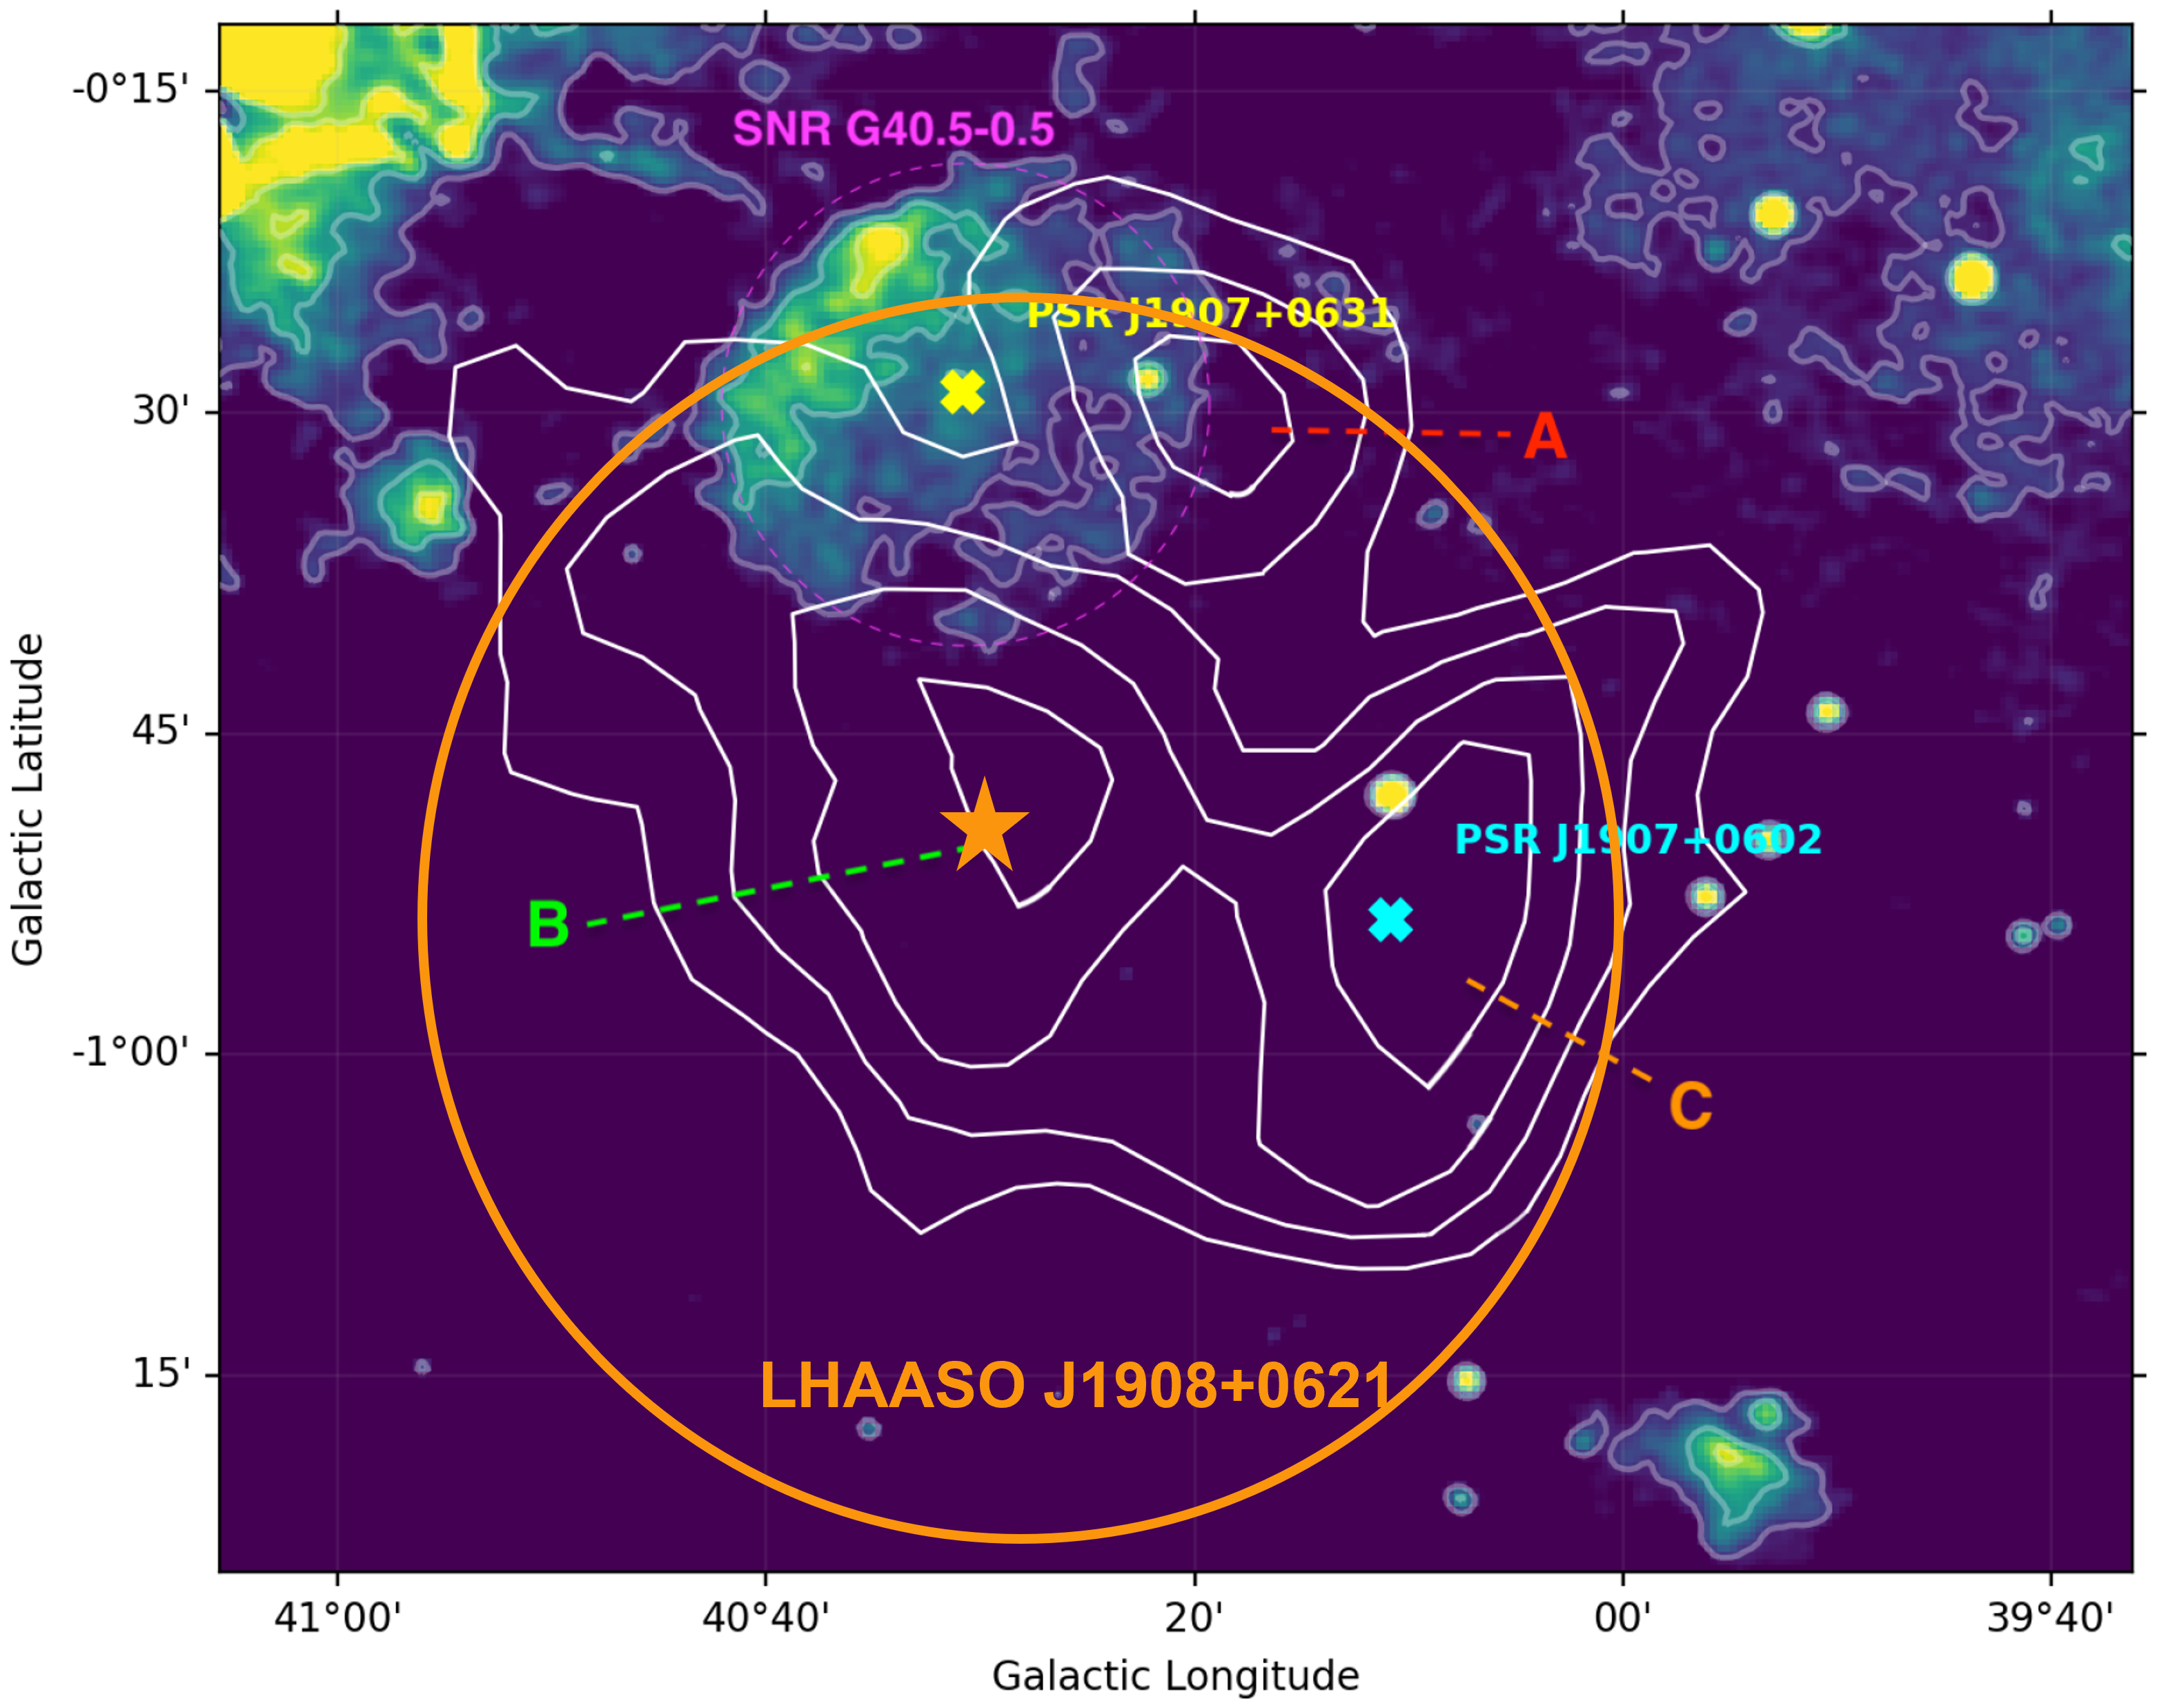 -0°15'
SNR G40.5-0.5
PSR J1907+0631
30'
A
45'
PSR J1907+0602
B
-1°00'
C
15'
LHAASO J1908+0621
41°00'
40°40'
20'
00'
39°40'
Galactic Latitude
Galactic Longitude